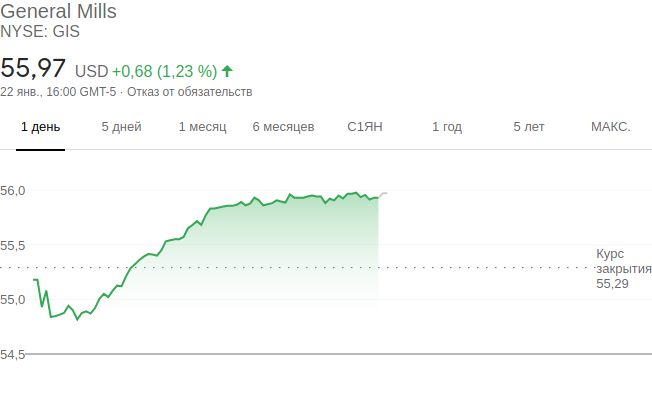 General Mills
NYSE: GIS
55,97 USD +0,68 (1,23 %)
22 янв., 16:00 GMT-5 · Отказ от обязательств
1 день 5 дней 1 месяц 6 месяцев С1ЯН 1 год 5 лет МАКС.
56,0
55,5
Курс
закрытия
55,29
55,0
54,5